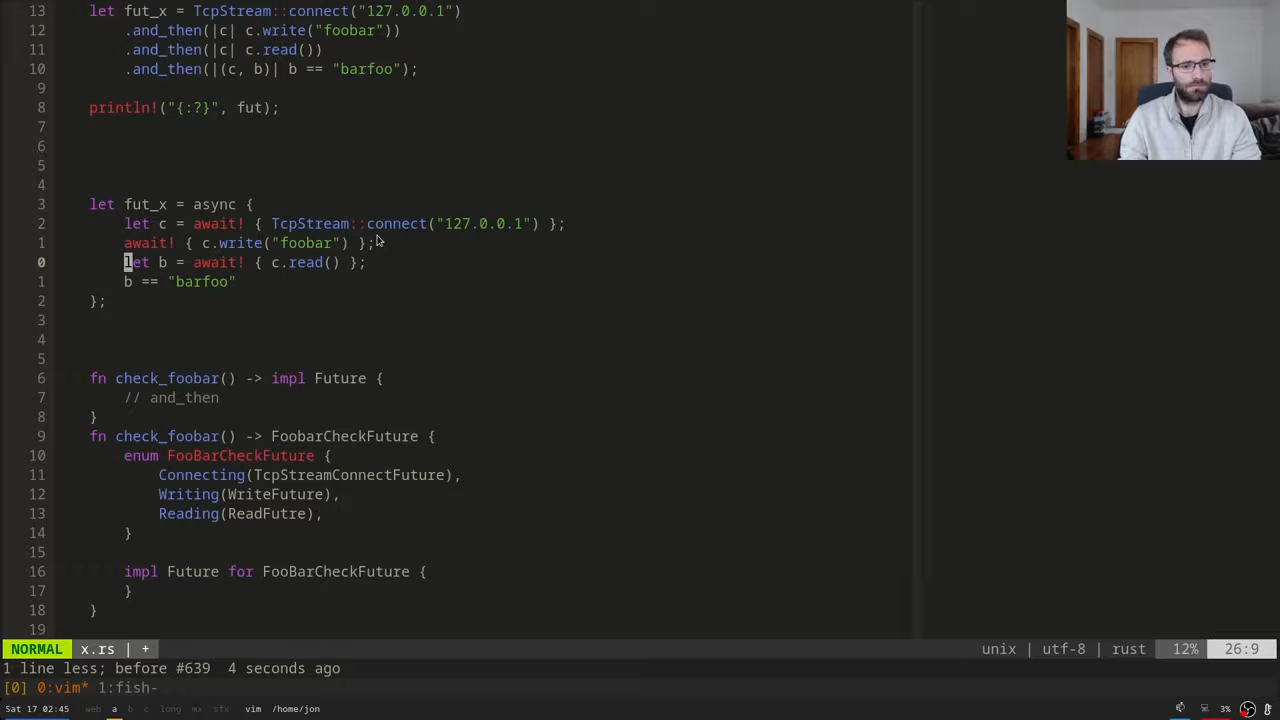 13 let fut_x = TcpStream::connect("127.0.0.1")
12 .and_then(|c| c.write("foobar"))
11 .and_then(|c| c.read())
10 .and_then(|(c, b)| b == "barfoo");
9
8 println!("{:?}", fut);
7
6
5
4
3 let fut_x = async {
2 let c = await! { TcpStream::connect("127.0.0.1") };
1 await! { c.write("foobar") };
0 let b = await! { c.read() };
1 b == "barfoo"
2 };
3
4
5
6 fn check_foobar() -> impl Future {
7 // and_then
8 }
9 fn check_foobar() -> FoobarCheckFuture {
10 enum FooBarCheckFuture {
11 Connecting(TcpStreamConnectFuture),
12 Writing(WriteFuture),
13 Reading(ReadFutre),
14 }
15
16 impl Future for FooBarCheckFuture {
17 }
18 }
19
NORMAL x.rs | + unix | utf-8 | rust 12% 26:9
1 line less; before #639 4 seconds ago
[0] 0:vim* 1:fish-
Sat 17 02:45 web a b c long mx sfx vim /home/jon 3%